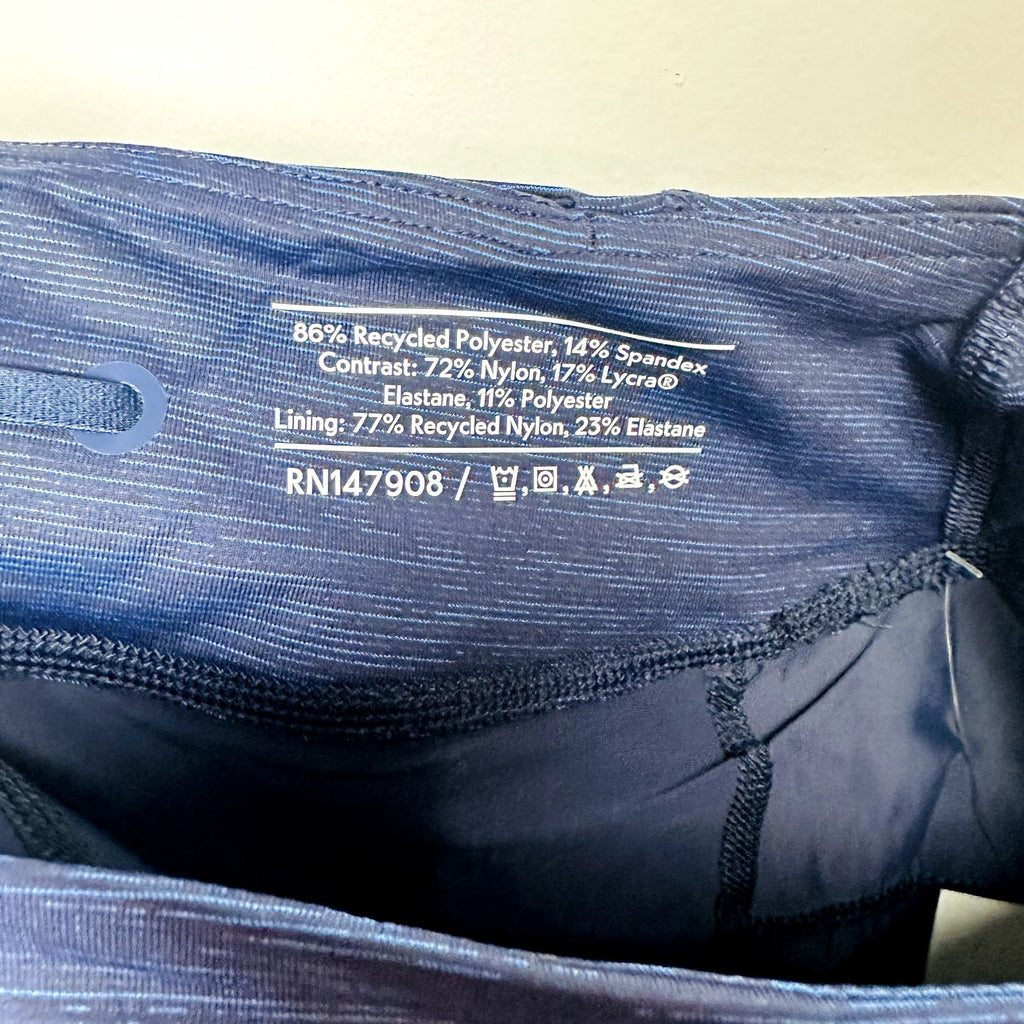 86% Recycled Polyester, 14% Spandex
Contrast: 72% Nylon, 17% Lycra®
Elastane, 11% Polyester
Lining: 77% Recycled Nylon, 23% Elastane
RN147908 /